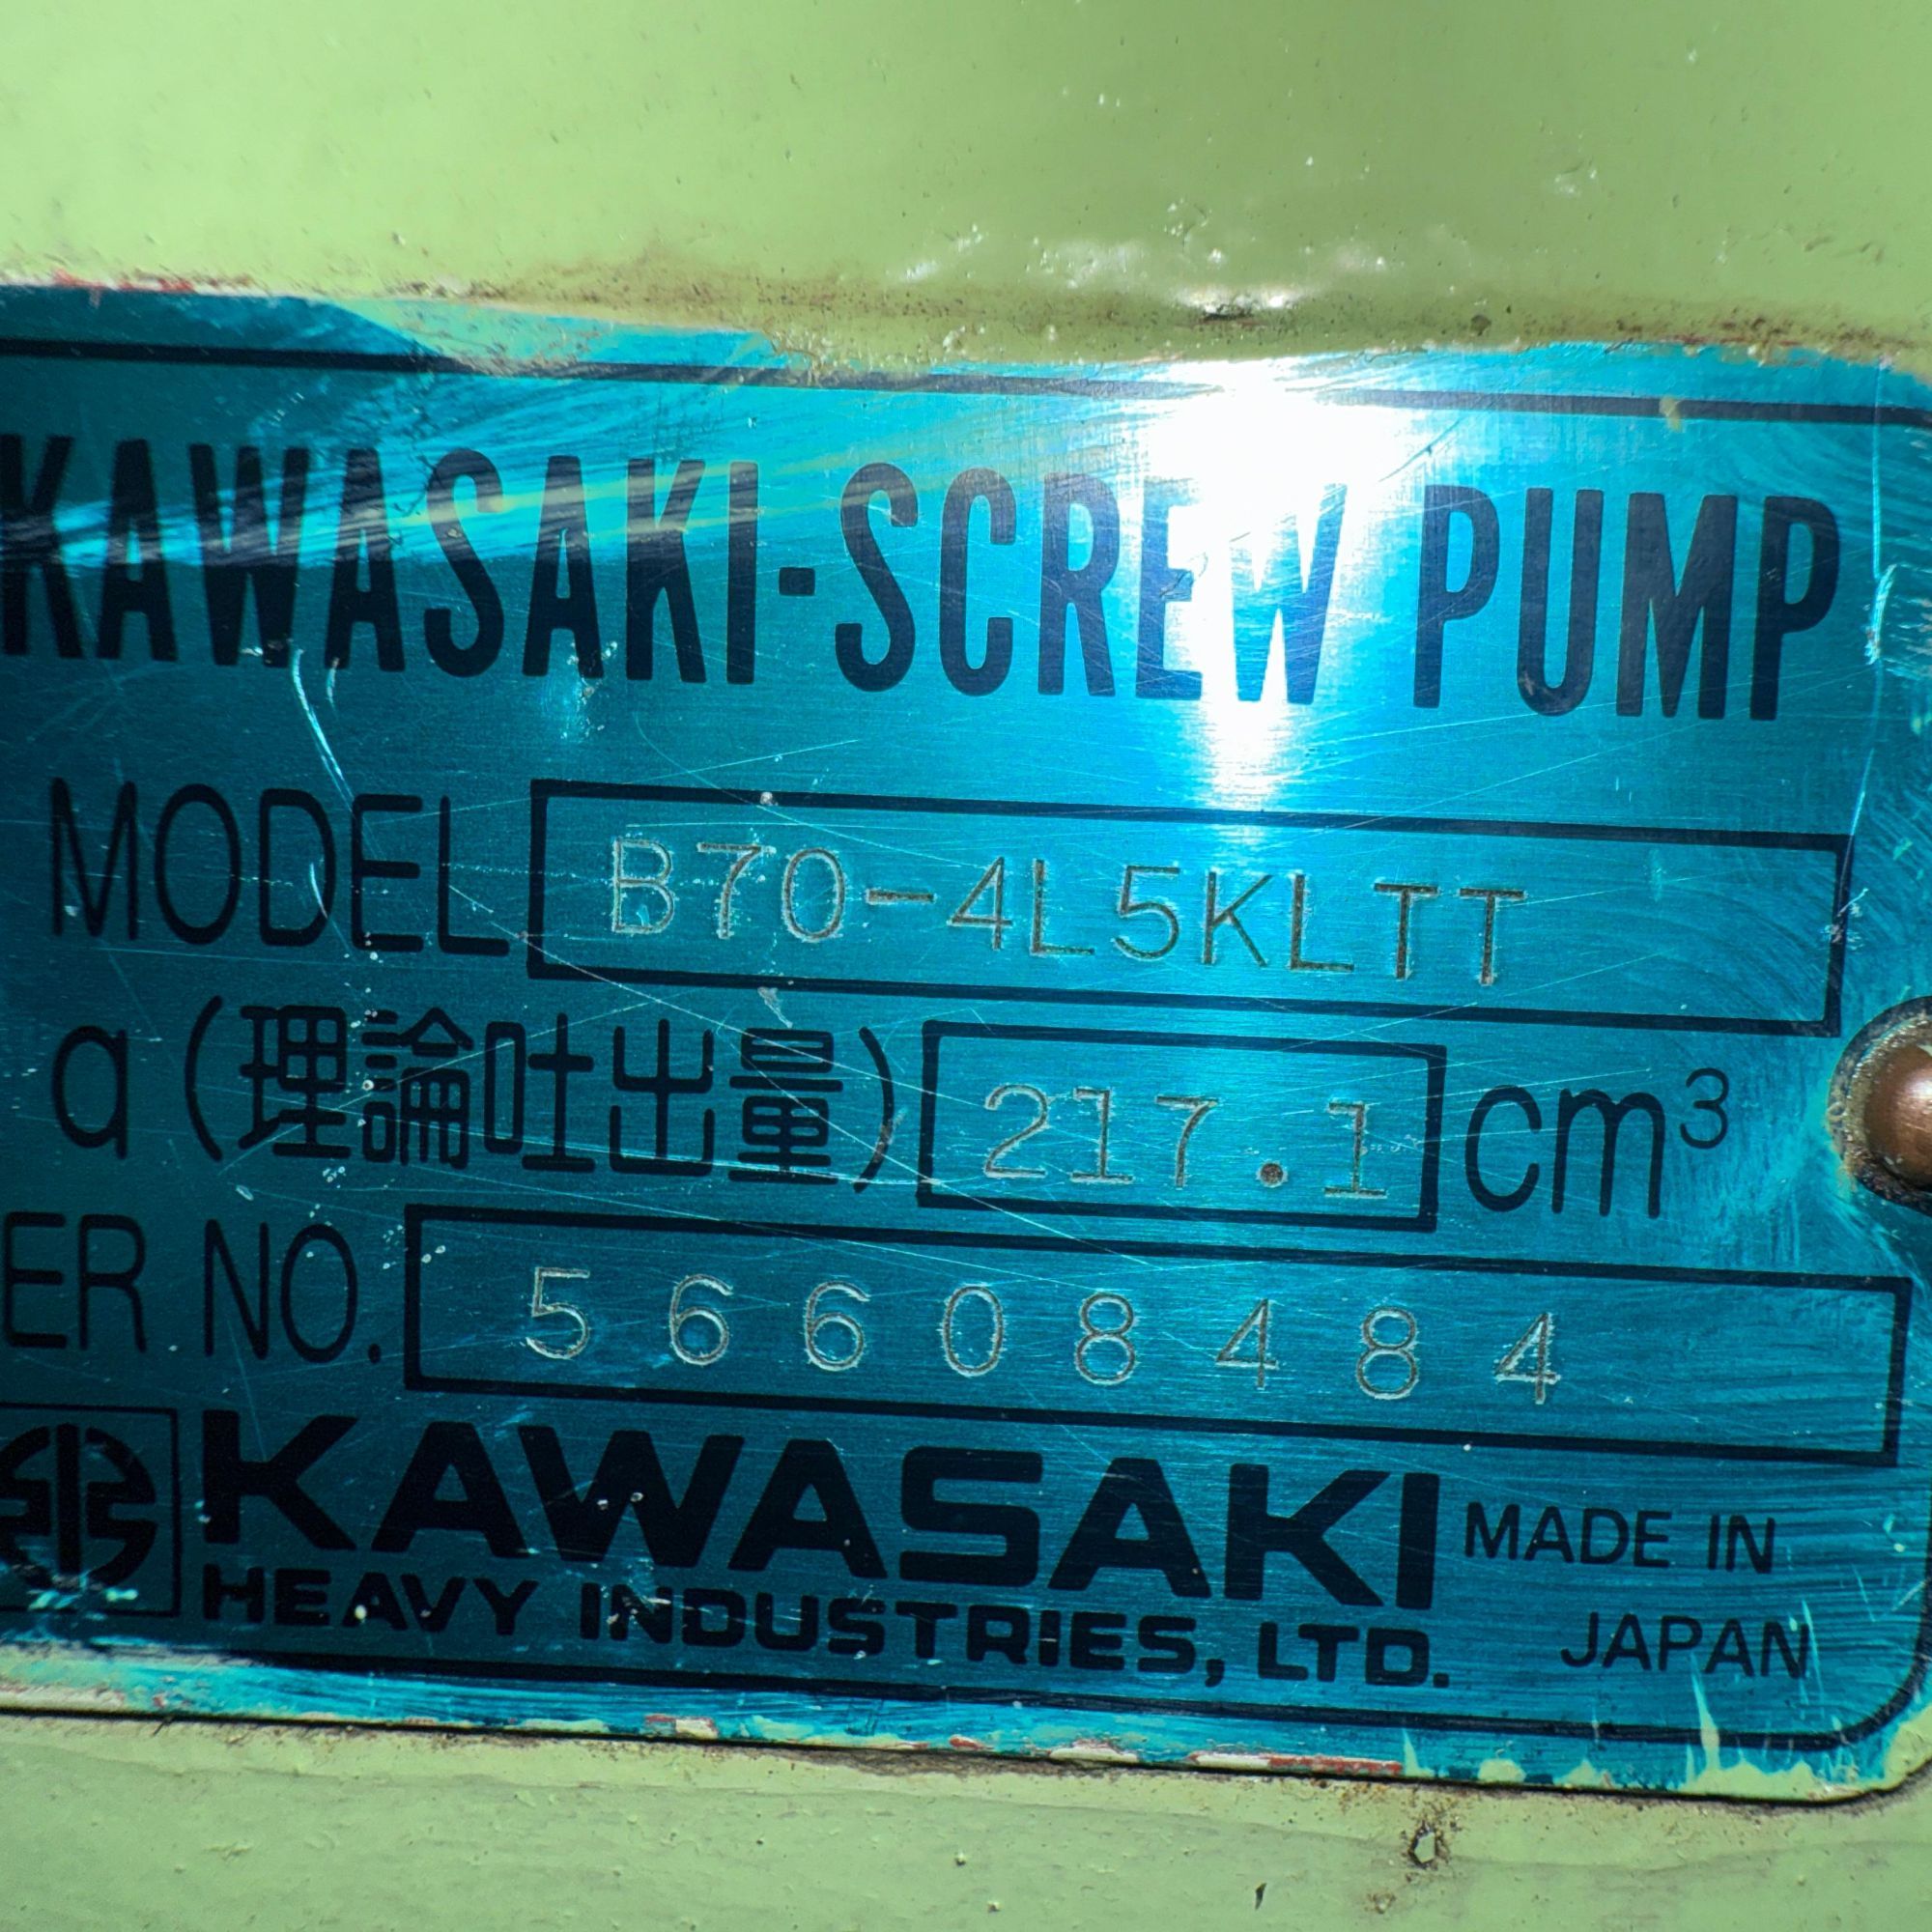 KAWASAKI-SCREW PUMP
MODEL B70-4L5KLTT
q (理論吐出量) 217.1 cm³
ER NO. 56608484
KAWASAKI MADE IN
HEAVY INDUSTRIES, LTD. JAPAN